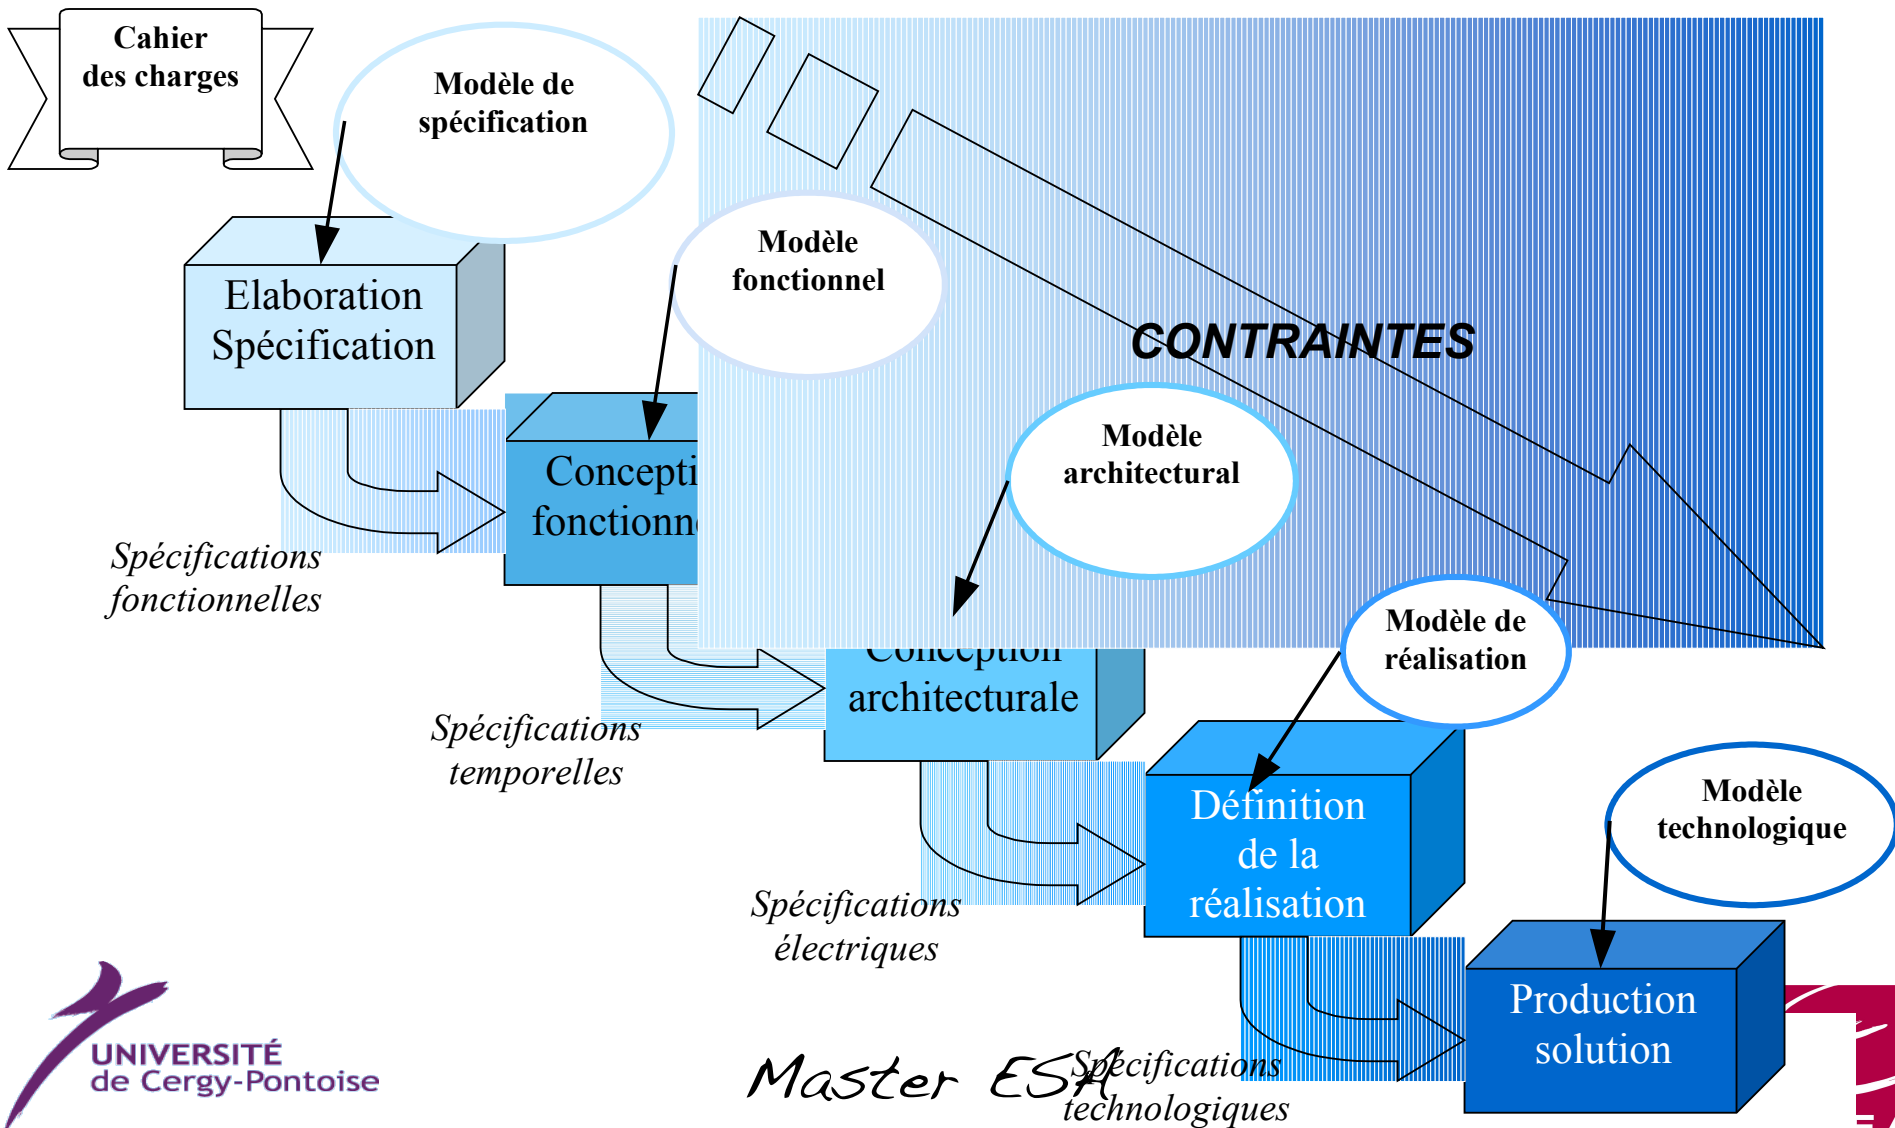 Cahier
des charges
Modèle de
spécification
Elaboration
Spécification
Modèle
fonctionnel
CONTRAINTES
Spécifications
fonctionnelles
Concepti
fonctionn
Modèle
architectural
Spécifications
temporelles
Conception
architecturale
Modèle de
réalisation
Spécifications
électriques
Définition
de la
réalisation
Modèle
technologique
Spécifications
technologiques
Production
solution
UNIVERSITÉ
de Cergy-Pontoise
Master ESA